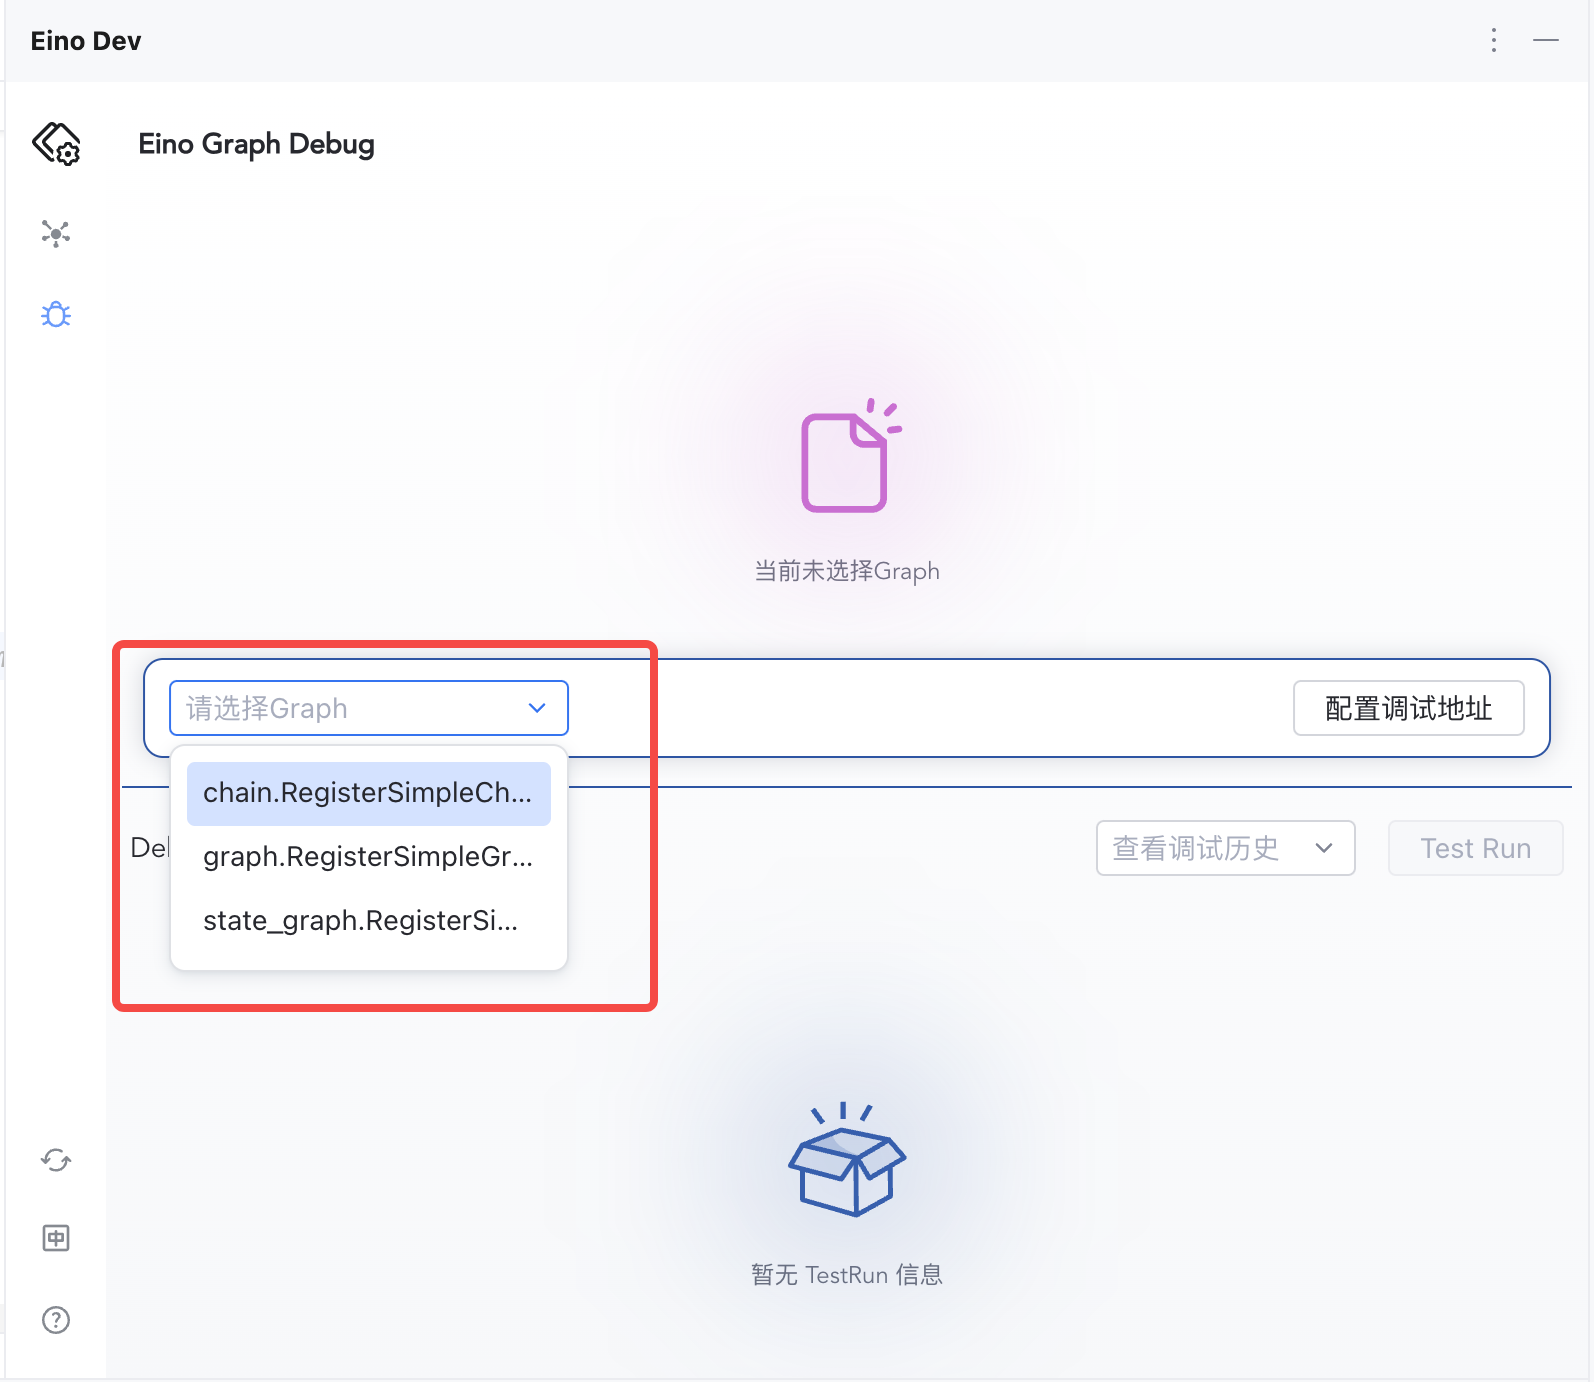 Eino Dev
Eino Graph Debug
当前未选择Graph
请选择Graph
配置调试地址
chain.RegisterSimpleCh...
graph.RegisterSimpleGr...
state_graph.RegisterSi...
查看调试历史
Test Run
暂无 TestRun 信息
中
?